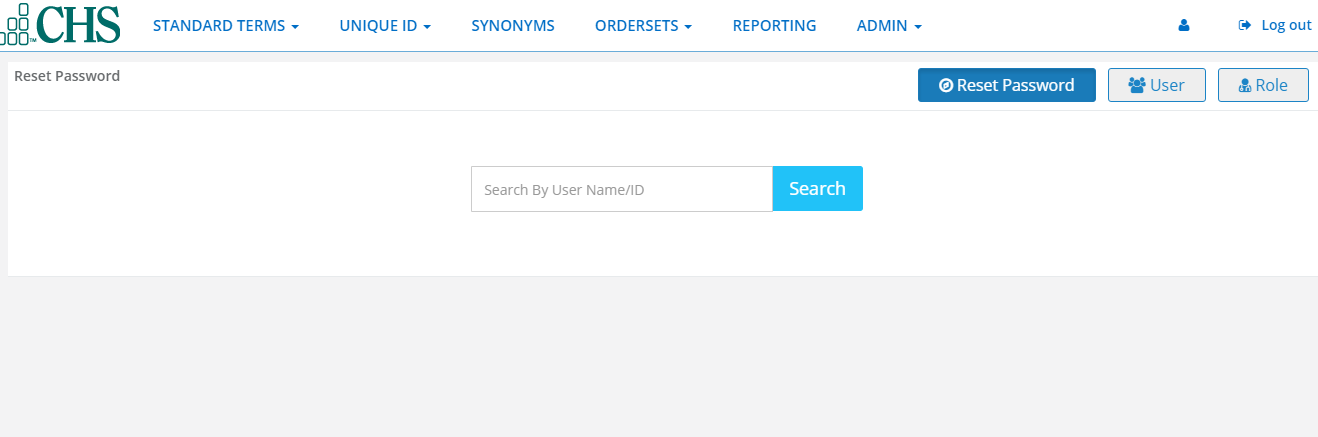 CHS STANDARD TERMS UNIQUE ID SYNONYMS ORDERSETS REPORTING ADMIN Log out
Reset Password Reset Password User Role
Search By User Name/ID Search